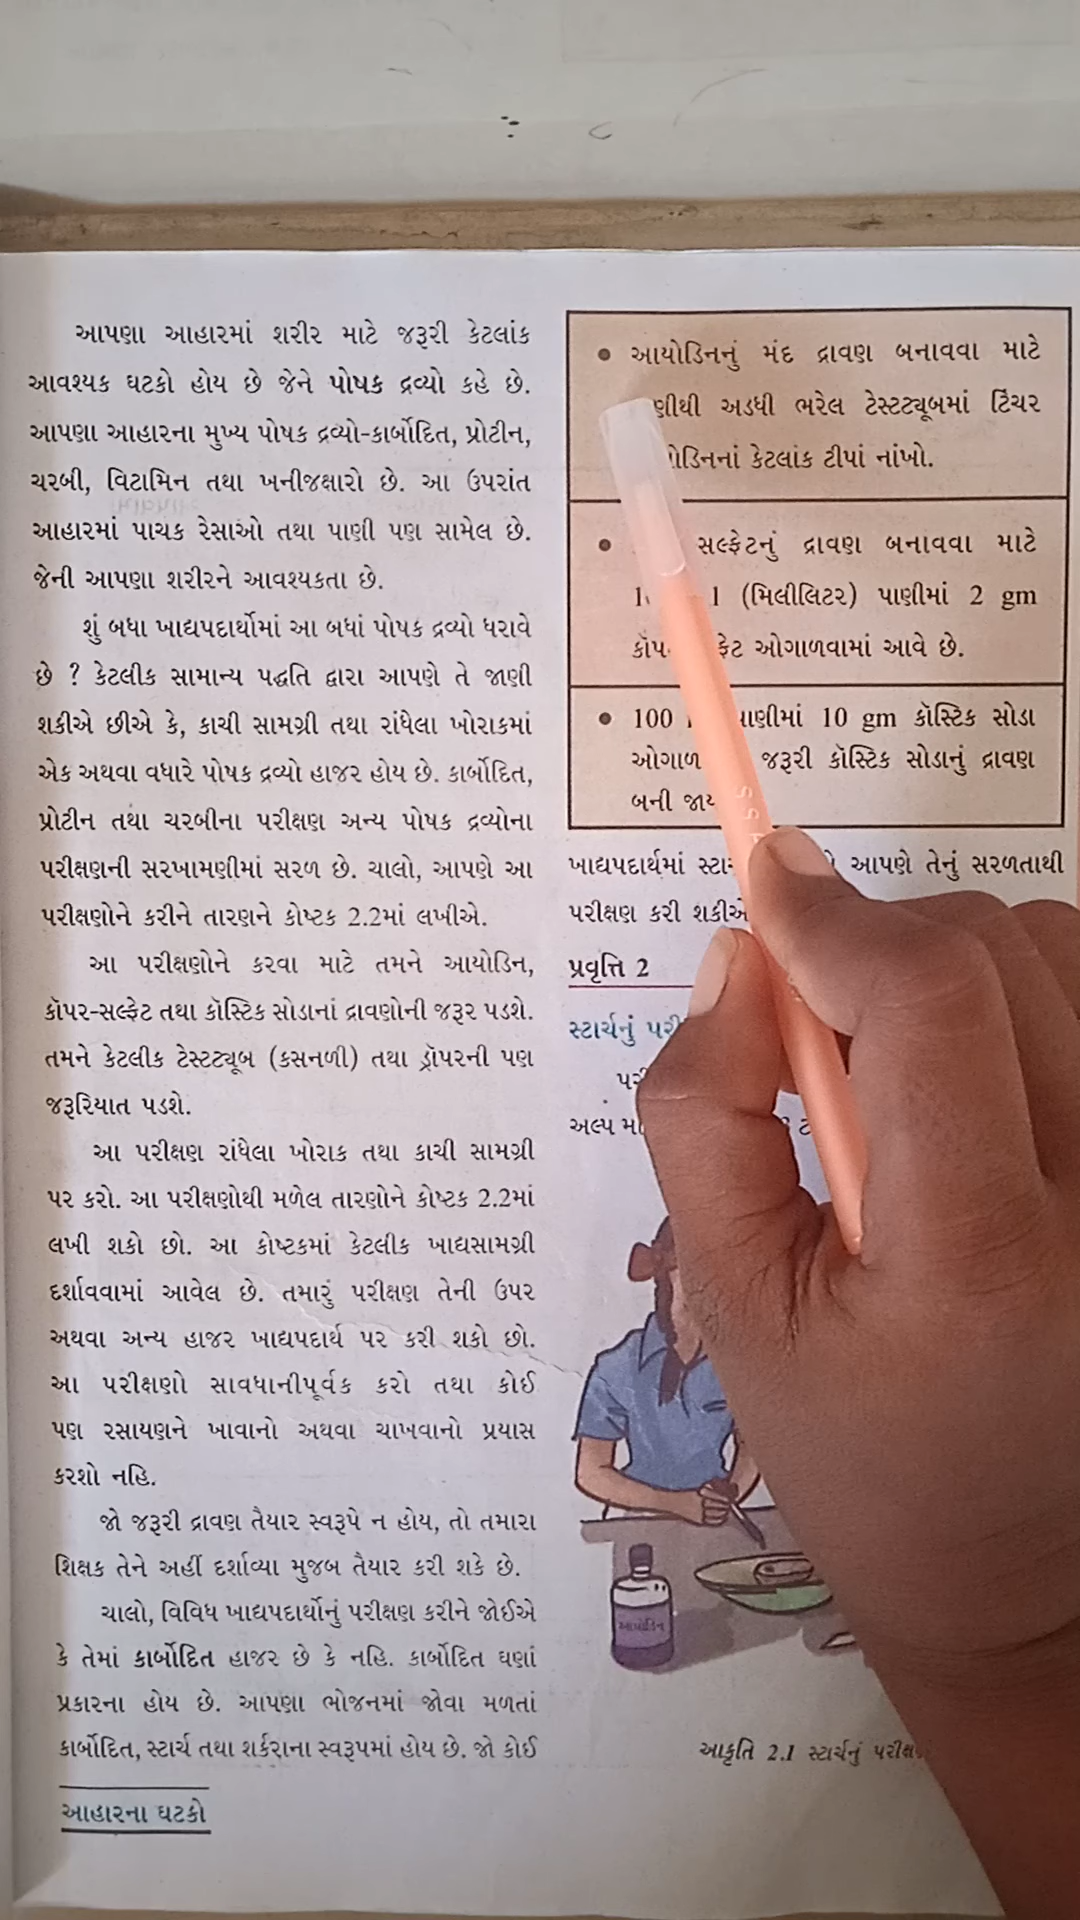 આપણા આહારમાં શરીર માટે જરૂરી કેટલાંક
આવશ્યક ઘટકો હોય છે જેને પોષક દ્રવ્યો કહે છે.
આપણા આહારના મુખ્ય પોષક દ્રવ્યો-કાર્બોદિત, પ્રોટીન,
ચરબી, વિટામિન તથા ખનીજક્ષારો છે. આ ઉપરાંત
આહારમાં પાચક રેસાઓ તથા પાણી પણ સામેલ છે.
જેની આપણા શરીરને આવશ્યકતા છે.
શું બધા ખાદ્યપદાર્થોમાં આ બધાં પોષક દ્રવ્યો ધરાવે
છે ? કેટલીક સામાન્ય પદ્ધતિ દ્વારા આપણે તે જાણી
શકીએ છીએ કે, કાચી સામગ્રી તથા રાંધેલા ખોરાકમાં
એક અથવા વધારે પોષક દ્રવ્યો હાજર હોય છે. કાર્બોદિત,
પ્રોટીન તથા ચરબીના પરીક્ષણ અન્ય પોષક દ્રવ્યોના
પરીક્ષણની સરખામણીમાં સરળ છે. ચાલો, આપણે આ
પરીક્ષણોને કરીને તારણને કોષ્ટક 2.2માં લખીએ.
આ પરીક્ષણોને કરવા માટે તમને આયોડિન,
કૉપર-સલ્ફેટ તથા કૉસ્ટિક સોડાનાં દ્રાવણોની જરૂર પડશે.
તમને કેટલીક ટેસ્ટટ્યૂબ (કસનળી) તથા ડ્રૉપરની પણ
જરૂરિયાત પડશે.
આ પરીક્ષણ રાંધેલા ખોરાક તથા કાચી સામગ્રી
પર કરો. આ પરીક્ષણોથી મળેલ તારણોને કોષ્ટક 2.2માં
લખી શકો છો. આ કોષ્ટકમાં કેટલીક ખાદ્યસામગ્રી
દર્શાવવામાં આવેલ છે. તમારું પરીક્ષણ તેની ઉપર
અથવા અન્ય હાજર ખાદ્યપદાર્થ પર કરી શકો છો.
આ પરીક્ષણો સાવધાનીપૂર્વક કરો તથા કોઈ
પણ રસાયણને ખાવાનો અથવા ચાખવાનો પ્રયાસ
કરશો નહિ.
જો જરૂરી દ્રાવણ તૈયાર સ્વરૂપે ન હોય, તો તમારા
શિક્ષક તેને અહીં દર્શાવ્યા મુજબ તૈયાર કરી શકે છે.
ચાલો, વિવિધ ખાદ્યપદાર્થોનું પરીક્ષણ કરીને જોઈએ
કે તેમાં કાર્બોદિત હાજર છે કે નહિ. કાર્બોદિત ઘણાં
પ્રકારના હોય છે. આપણા ભોજનમાં જોવા મળતાં
કાર્બોદિત, સ્ટાર્ચ તથા શર્કરાના સ્વરૂપમાં હોય છે. જો કોઈ
આહારના ઘટકો
• આયોડિનનું મંદ દ્રાવણ બનાવવા માટે
અડધી ભરેલ ટેસ્ટટ્યૂબમાં ટિંચર
કેટલાંક ટીપાં નાંખો.
• સલ્ફેટનું દ્રાવણ બનાવવા માટે
(મિલીલિટર) પાણીમાં 2 gm
ઓગાળવામાં આવે છે.
• 100 10 gm કૉસ્ટિક સોડા
જરૂરી કૉસ્ટિક સોડાનું દ્રાવણ
બની
ખાદ્યપદાર્થમાં આપણે તેનું સરળતાથી
પરીક્ષણ કરી
પ્રવૃત્તિ 2
સ્ટાર્ચનું
અલ્પ
આયોડિન
આકૃતિ 2.1 સ્ટાર્ચનું